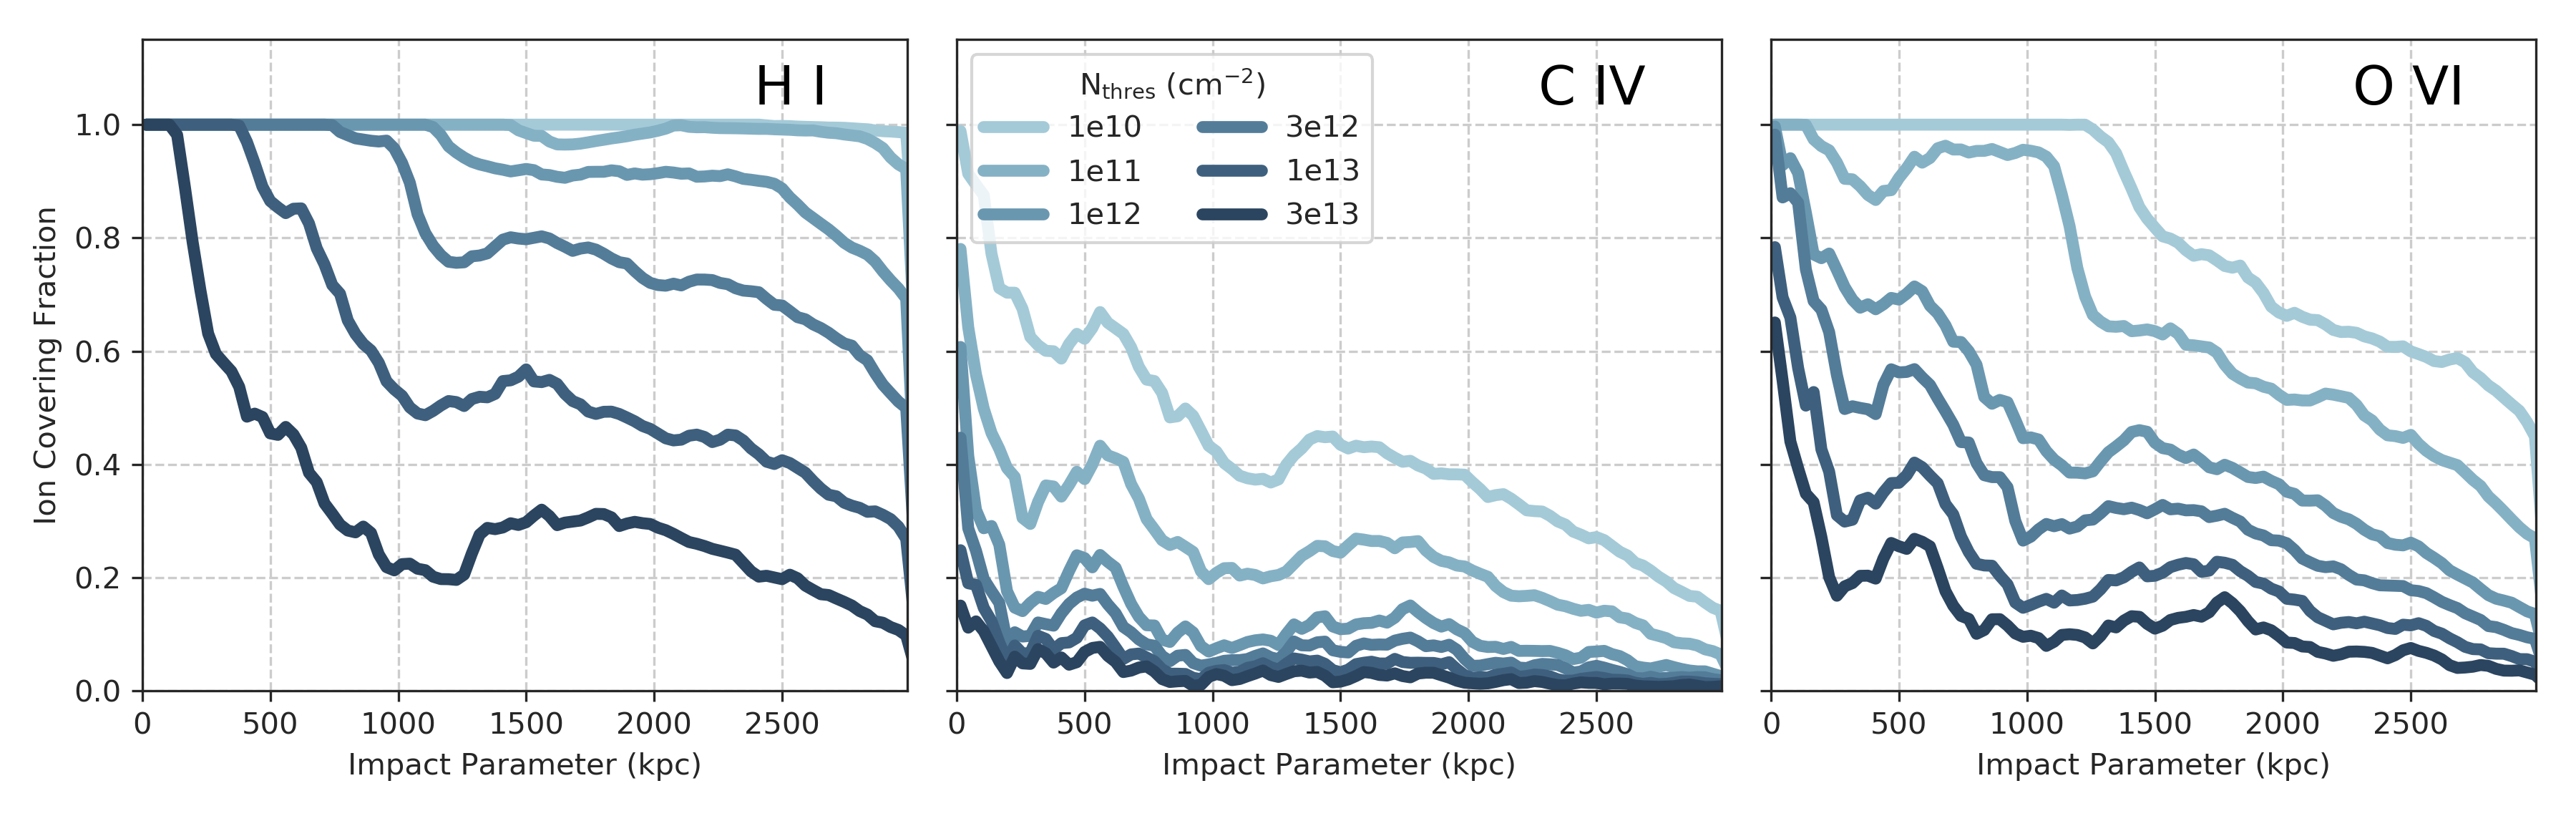 H I
C IV
O VI
N_thres (cm⁻²)
1e10 3e12
1e11 1e13
1e12 3e13
Ion Covering Fraction
1.0
0.8
0.6
0.4
0.2
0.0
0 500 1000 1500 2000 2500
0 500 1000 1500 2000 2500
0 500 1000 1500 2000 2500
Impact Parameter (kpc)
Impact Parameter (kpc)
Impact Parameter (kpc)